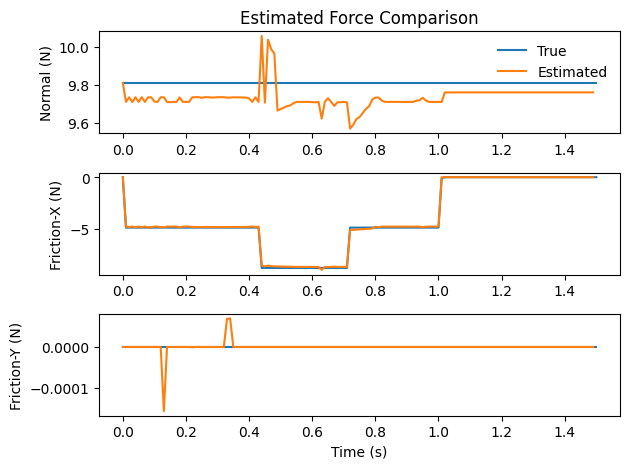 Estimated Force Comparison
Normal (N)
10.0
9.8
9.6
True
Estimated
0.0 0.2 0.4 0.6 0.8 1.0 1.2 1.4
Friction-X (N)
0
−5
0.0 0.2 0.4 0.6 0.8 1.0 1.2 1.4
Friction-Y (N)
0.0000
−0.0001
0.0 0.2 0.4 0.6 0.8 1.0 1.2 1.4
Time (s)